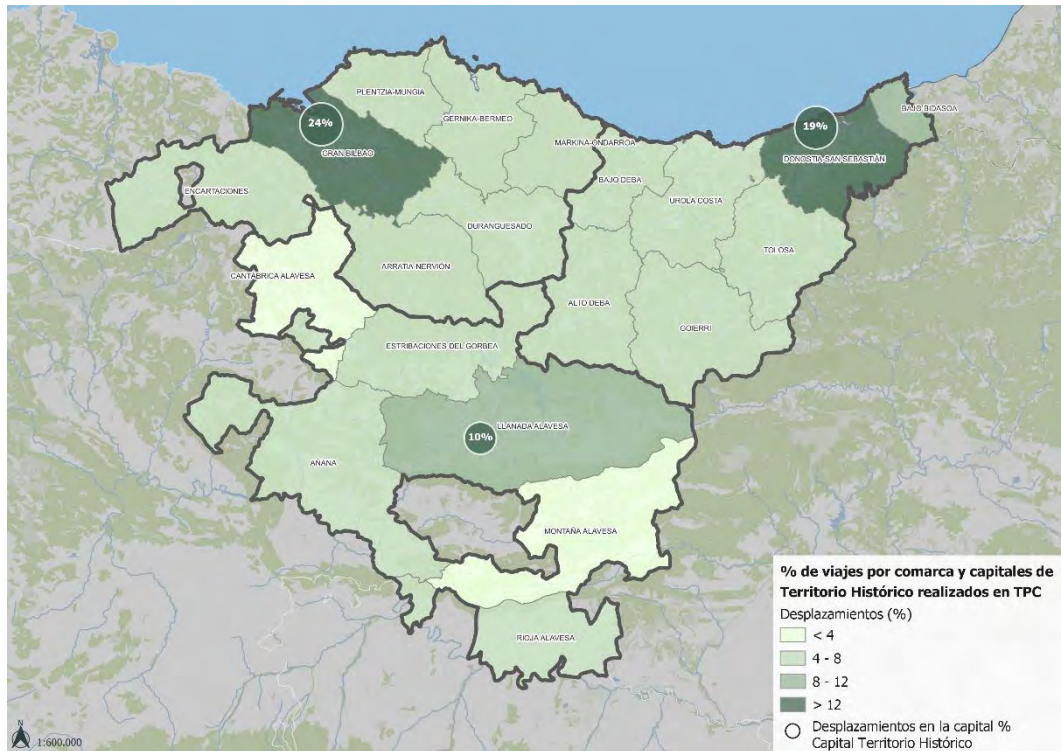 PLENTZIA-MUNGIA
BAJO BIDASOA
24%
GERNIKA-BERMEO
19%
MARKINA-ONDARROA
GRAN BILBAO
DONOSTIA-SAN SEBASTIÁN
BAJO DEBA
ENCARTACIONES
UROLA COSTA
DURANGUESADO
TOLOSA
ARRATIA-NERVIÓN
CANTÁBRICA ALAVESA
ALTO DEBA
GOIERRI
ESTRIBACIONES DEL GORBEA
LLANADA ALAVESA
10%
AÑANA
MONTAÑA ALAVESA
RIOJA ALAVESA
% de viajes por comarca y capitales de
Territorio Histórico realizados en TPC
Desplazamientos (%)
< 4
4 - 8
8 - 12
> 12
Desplazamientos en la capital %
Capital Territorio Histórico
N
1:600.000